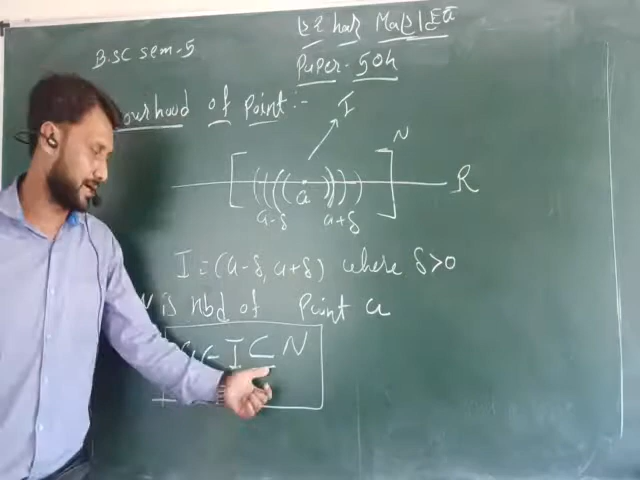 B.SC sem-5
Paper-504
ourhood of Point :-
I
N
a
R
a-δ a+δ
I = (a-δ, a+δ) where δ>0
N is nbd of Point a
I ⊂ N